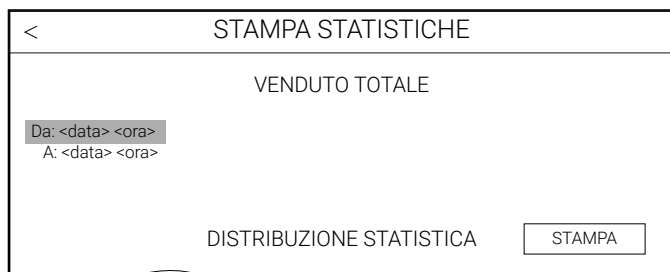 < STAMPA STATISTICHE
VENDUTO TOTALE
Da: <data> <ora>
A: <data> <ora>
DISTRIBUZIONE STATISTICA STAMPA